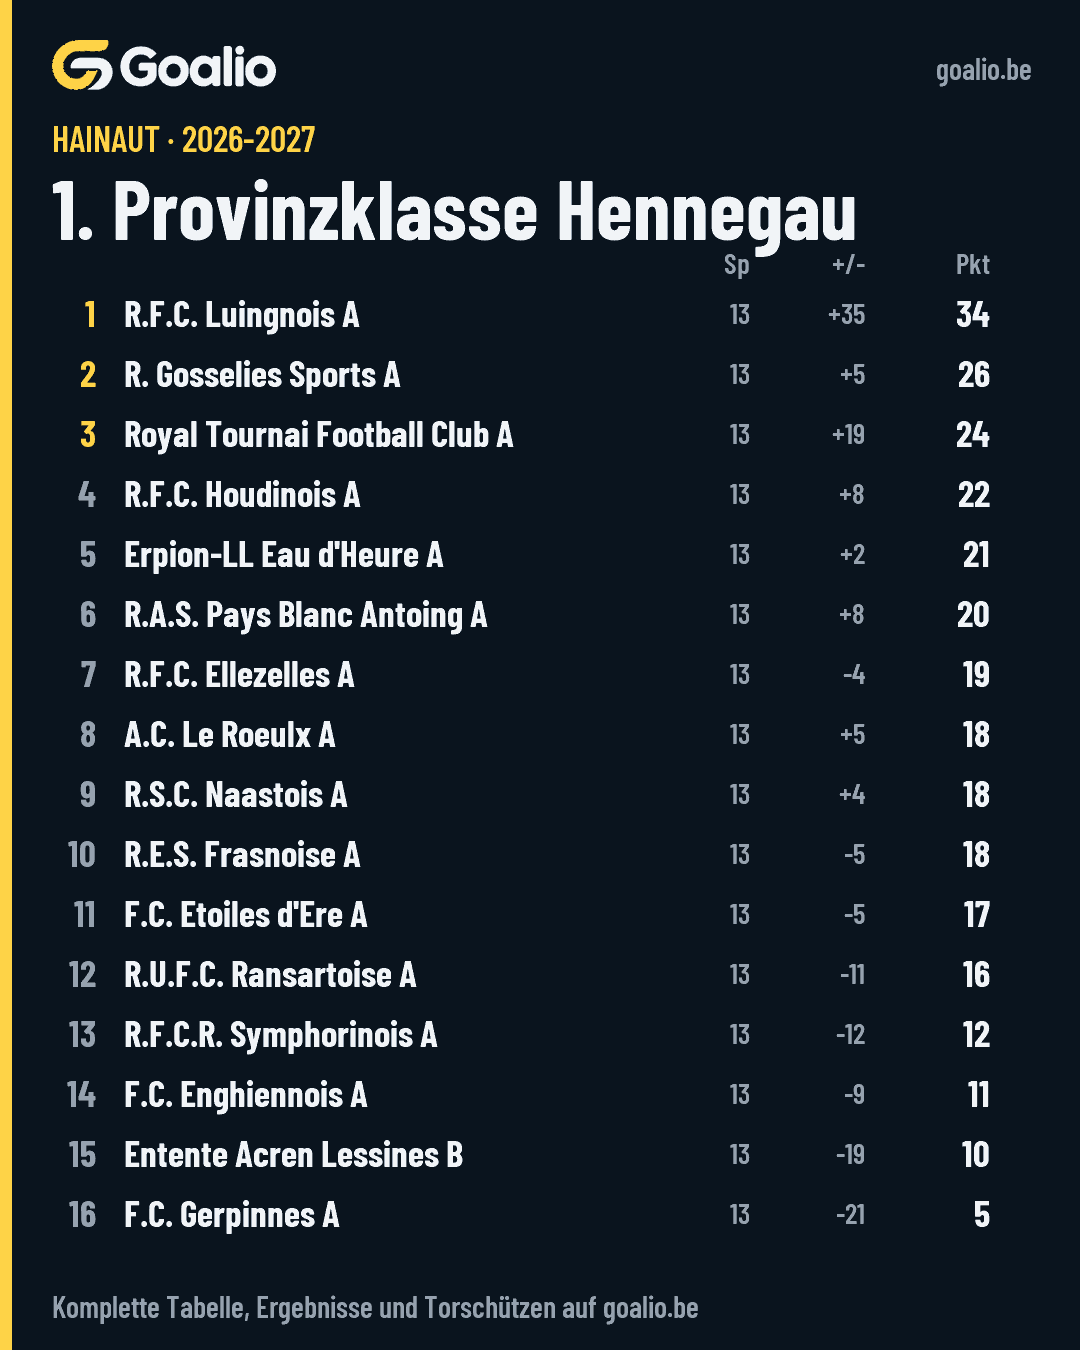 Goalio
goalio.be
HAINAUT · 2026-2027
1. Provinzklasse Hennegau
Sp +/- Pkt
1 R.F.C. Luingnois A 13 +35 34
2 R. Gosselies Sports A 13 +5 26
3 Royal Tournai Football Club A 13 +19 24
4 R.F.C. Houdinois A 13 +8 22
5 Erpion-LL Eau d'Heure A 13 +2 21
6 R.A.S. Pays Blanc Antoing A 13 +8 20
7 R.F.C. Ellezelles A 13 -4 19
8 A.C. Le Roeulx A 13 +5 18
9 R.S.C. Naastois A 13 +4 18
10 R.E.S. Frasnoise A 13 -5 18
11 F.C. Etoiles d'Ere A 13 -5 17
12 R.U.F.C. Ransartoise A 13 -11 16
13 R.F.C.R. Symphorinois A 13 -12 12
14 F.C. Enghiennois A 13 -9 11
15 Entente Acren Lessines B 13 -19 10
16 F.C. Gerpinnes A 13 -21 5
Komplette Tabelle, Ergebnisse und Torschützen auf goalio.be